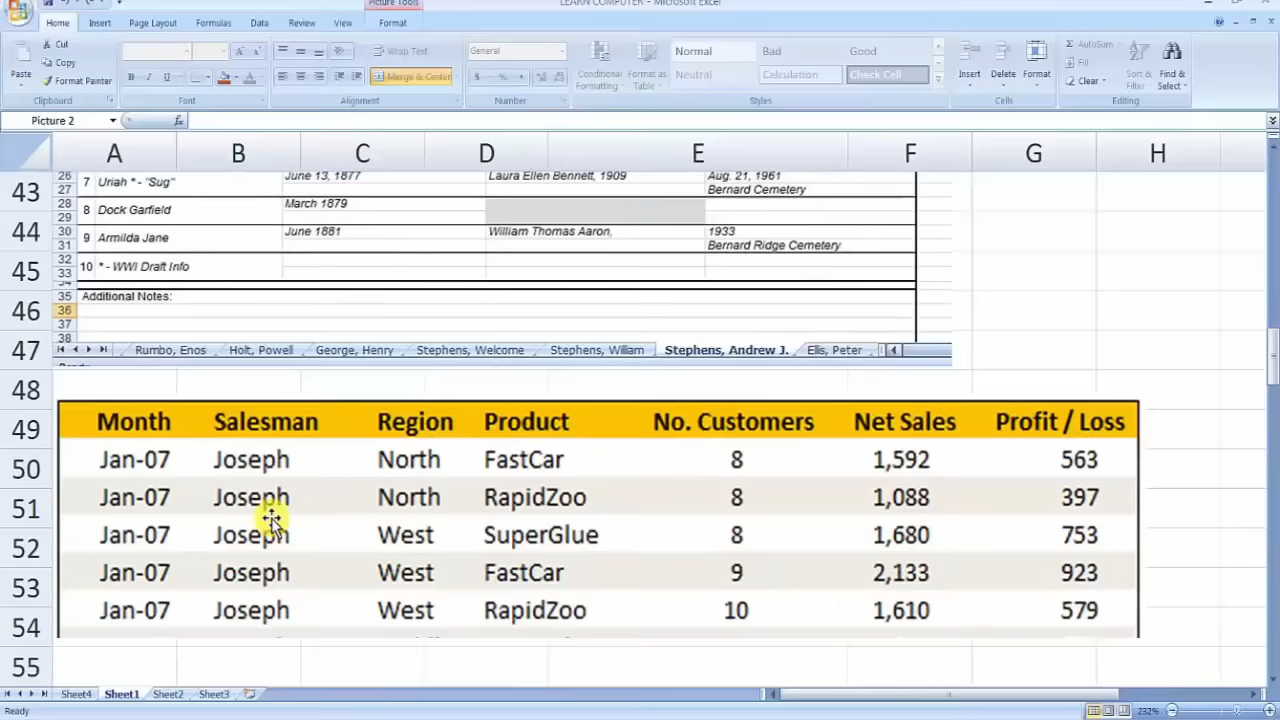 LEARN COMPUTER - Microsoft Excel
Picture Tools
Home Insert Page Layout Formulas Data Review View Format
Cut
Copy
Format Painter
Paste
Clipboard
B I U A A A
Font
Wrap Text
Merge & Center
Alignment
General
$ % ,
Number
Conditional Formatting
Format as Table
Normal Bad Good
Neutral Calculation Check Cell
Styles
Insert Delete Format
Cells
AutoSum
Fill
Clear
Sort & Filter
Find & Select
Editing
Picture 2 fx
A B C D E F G H
43
44
45
46
47
48
49
50
51
52
53
54
55
26 7 Uriah * - "Sug" June 13, 1877 Laura Ellen Bennett, 1909 Aug. 21, 1961
27 Bernard Cemetery
28 8 Dock Garfield March 1879
29
30 9 Armilda Jane June 1881 William Thomas Aaron, 1933
31 Bernard Ridge Cemetery
32 10 * - WWI Draft Info
33
34
35 Additional Notes:
36
37
38
Rumbo, Enos Holt, Powell George, Henry Stephens, Welcome Stephens, William Stephens, Andrew J. Ellis, Peter
Month Salesman Region Product No. Customers Net Sales Profit / Loss
Jan-07 Joseph North FastCar 8 1,592 563
Jan-07 Joseph North RapidZoo 8 1,088 397
Jan-07 Joseph West SuperGlue 8 1,680 753
Jan-07 Joseph West FastCar 9 2,133 923
Jan-07 Joseph West RapidZoo 10 1,610 579
Sheet4 Sheet1 Sheet2 Sheet3
Ready 232%